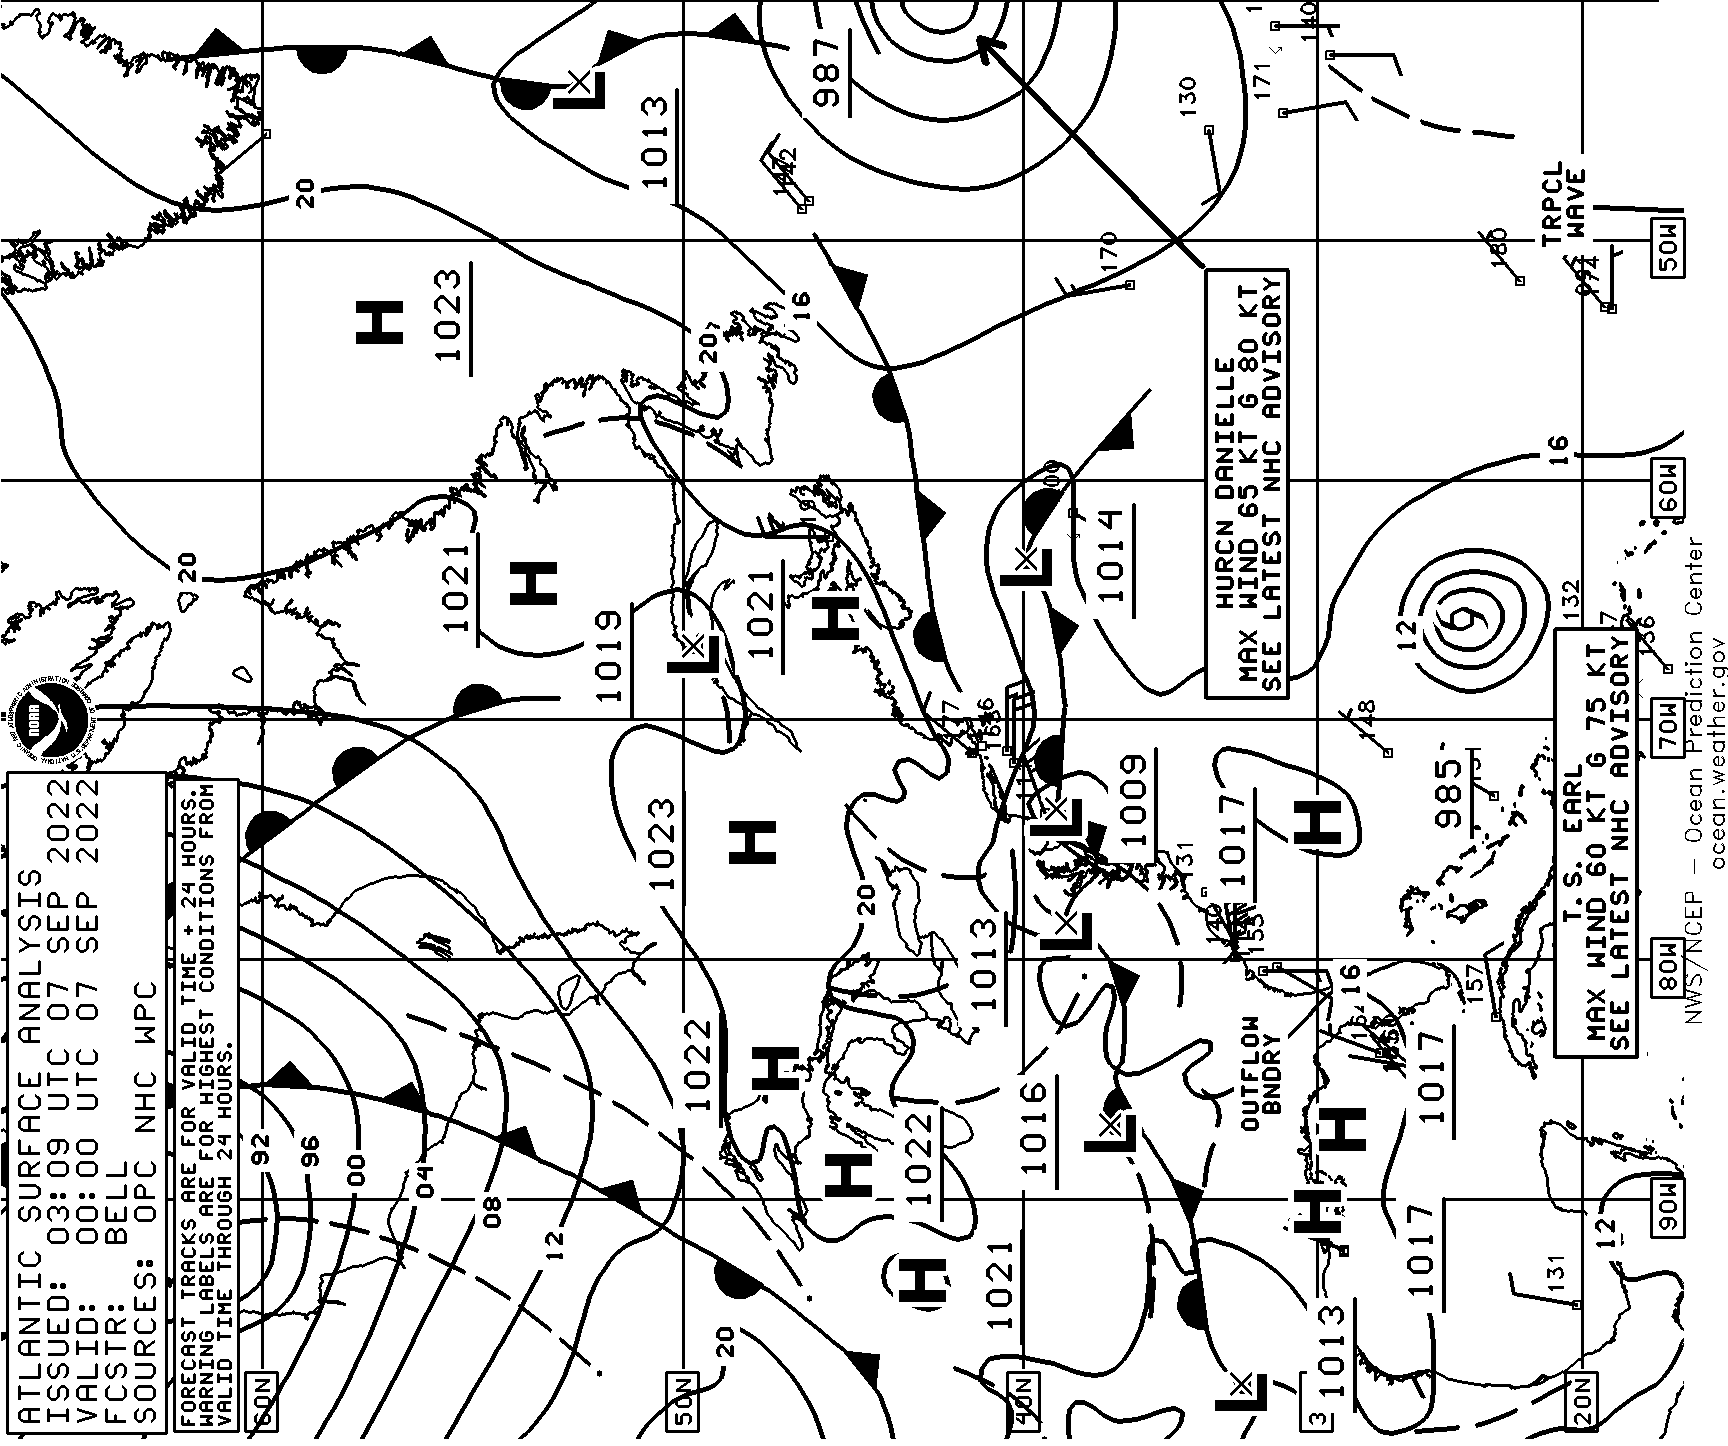 ATLANTIC SURFACE ANALYSIS
ISSUED: 03:09 UTC 07 SEP 2022
VALID: 00:00 UTC 07 SEP 2022
FCSTR: BELL
SOURCES: OPC NHC WPC
FORECAST TRACKS ARE FOR VALID TIME + 24 HOURS.
WARNING LABELS ARE FOR HIGHEST CONDITIONS FROM
VALID TIME THROUGH 24 HOURS.
NOAA
60N
50N
40N
3
20N
50W
60W
70W
80W
90W
92
96
00
04
08
12
20
20
20
20
20
16
16
16
12
12
H
1023
H
1021
L
1019
H
1021
H
1023
H
1022
H
1022
H
1021
L
1013
987
L
1014
L
1009
L
1013
L
1016
H
1017
H
1017
H
1017
L
1013
985
HURCN DANIELLE
MAX WIND 65 KT G 80 KT
SEE LATEST NHC ADVISORY
T.S. EARL
MAX WIND 60 KT G 75 KT
SEE LATEST NHC ADVISORY
TRPCL
WAVE
OUTFLOW
BNDRY
130
171
140
170
180
094
142
132
148
157
131
131
NWS/NCEP – Ocean Prediction Center
ocean.weather.gov